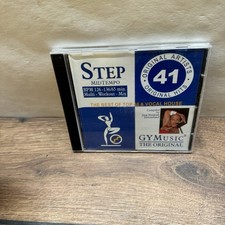 STEP
MIDTEMPO
BPM 126 -136/65 min.
Multi - Workout - Mix
ORIGINAL ARTISTS
41
ORIGINAL HITS
THE BEST OF TOP 40 & VOCAL HOUSE
GYMUSIC
THE ORIGINAL